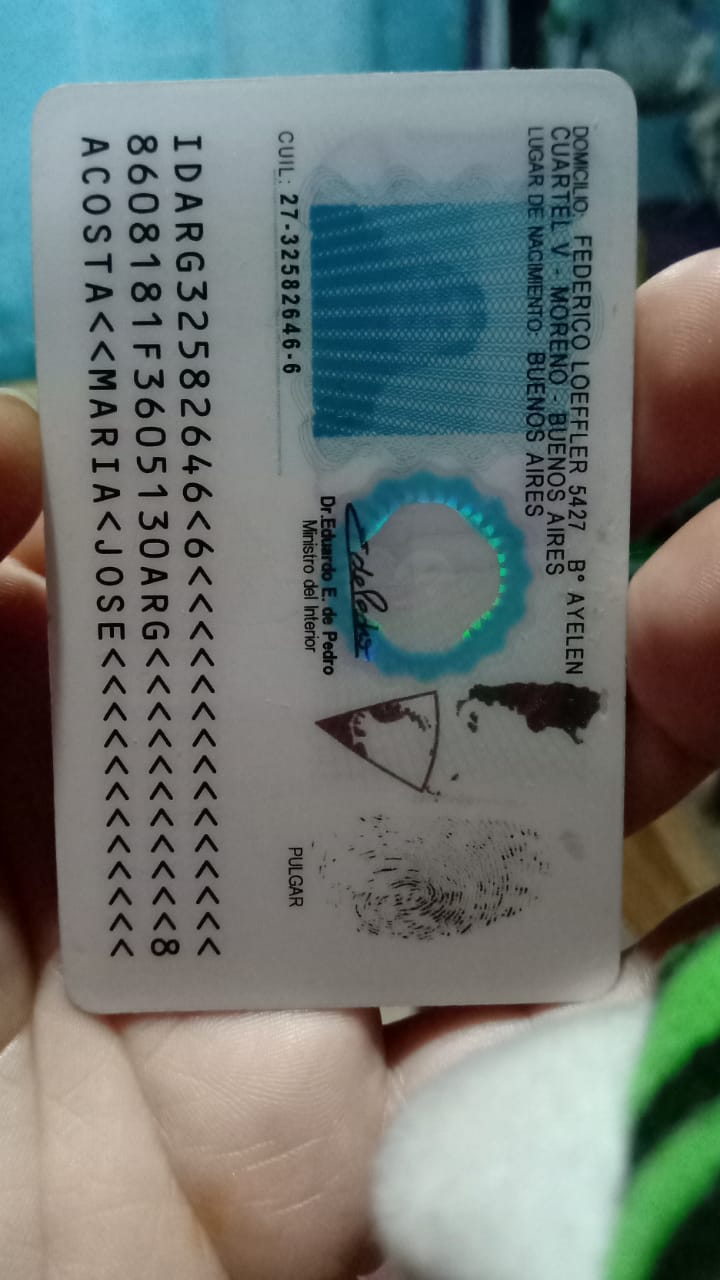 DOMICILIO: FEDERICO LOEFFLER 5427 B° AYELEN
CUARTEL V - MORENO - BUENOS AIRES
LUGAR DE NACIMIENTO: BUENOS AIRES
Dr. Eduardo E. de Pedro
Ministro del Interior
CUIL: 27-32582646-6
PULGAR
IDARG32582646<6<<<<<<<<<<<<<<<
8608181F3605130ARG<<<<<<<<<<<8
ACOSTA<<MARIA<JOSE<<<<<<<<<<<<